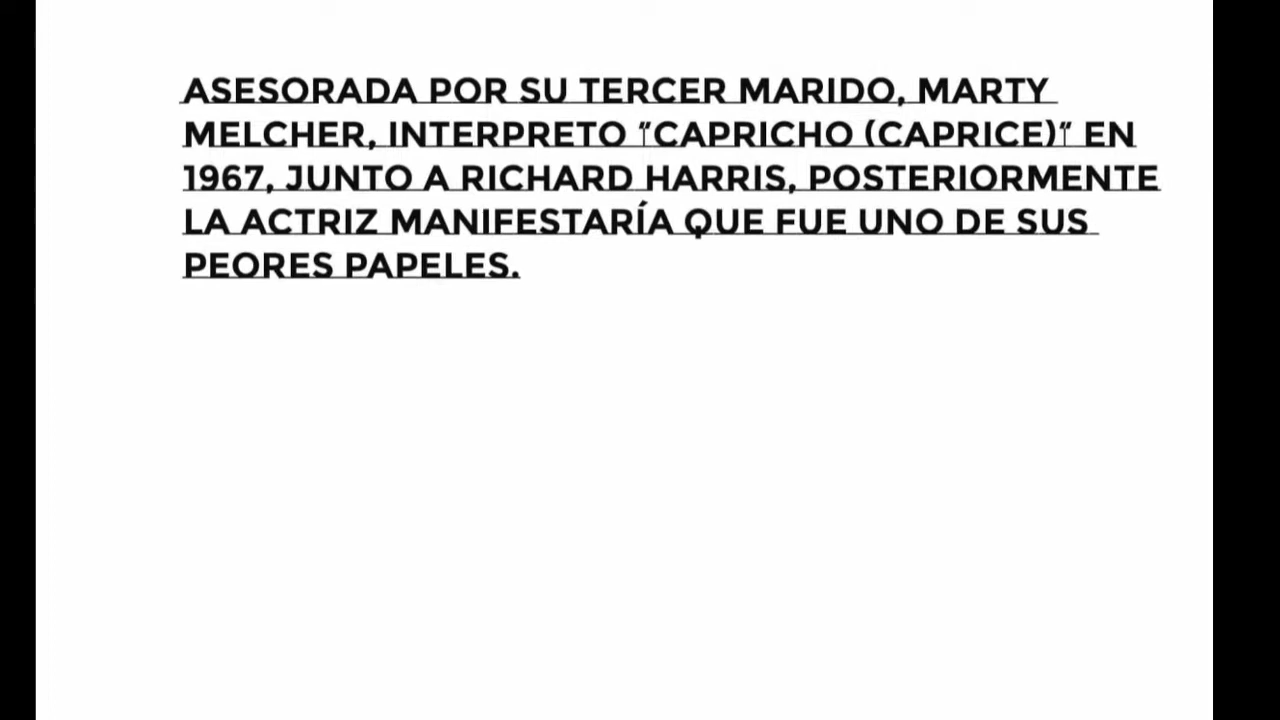 ASESORADA POR SU TERCER MARIDO, MARTY
MELCHER, INTERPRETO "CAPRICHO (CAPRICE)" EN
1967, JUNTO A RICHARD HARRIS, POSTERIORMENTE
LA ACTRIZ MANIFESTARÍA QUE FUE UNO DE SUS
PEORES PAPELES.